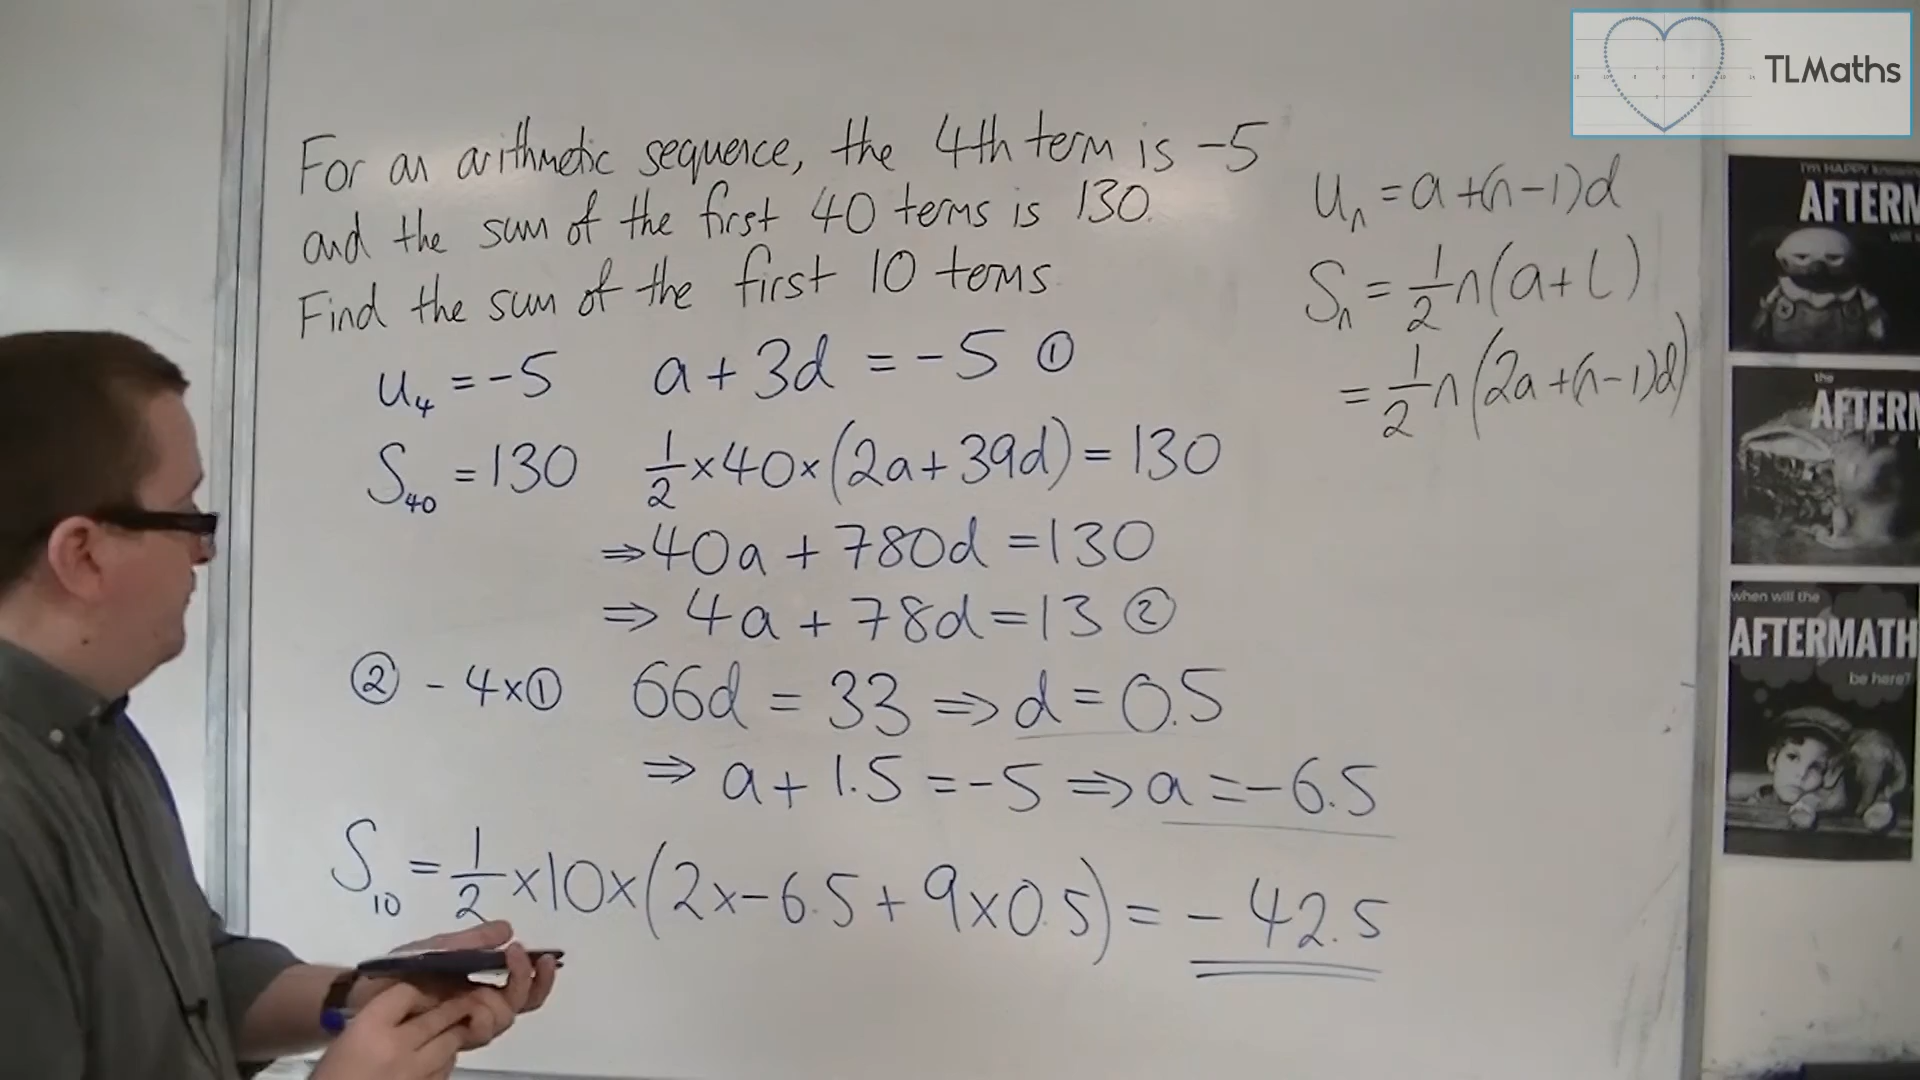 TLMaths
For an arithmetic sequence, the 4th term is -5
and the sum of the first 40 terms is 130.
Find the sum of the first 10 terms
uₙ = a + (n-1)d
Sₙ = 1/2 n(a + L)
= 1/2 n(2a + (n-1)d)
u₄ = -5 a + 3d = -5 ①
S₄₀ = 130 1/2 × 40 × (2a + 39d) = 130
⇒ 40a + 780d = 130
⇒ 4a + 78d = 13 ②
② - 4×① 66d = 33 ⇒ d = 0.5
⇒ a + 1.5 = -5 ⇒ a = -6.5
S₁₀ = 1/2 × 10 × (2 × -6.5 + 9 × 0.5) = -42.5
I'M HAPPY
AFTERM
the
AFTERM
when will the
AFTERMATH
be here?